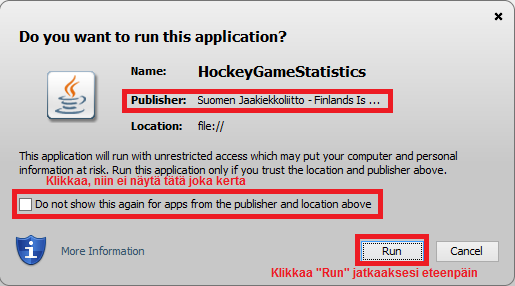 Do you want to run this application?
Name: HockeyGameStatistics
Publisher: Suomen Jaakiekkoliitto - Finlands Is ...
Location: file://
This application will run with unrestricted access which may put your computer and personal
information at risk. Run this application only if you trust the location and publisher above.
Klikkaa, niin ei näytä tätä joka kerta
Do not show this again for apps from the publisher and location above
More Information
Run
Cancel
Klikkaa "Run" jatkaaksesi eteenpäin